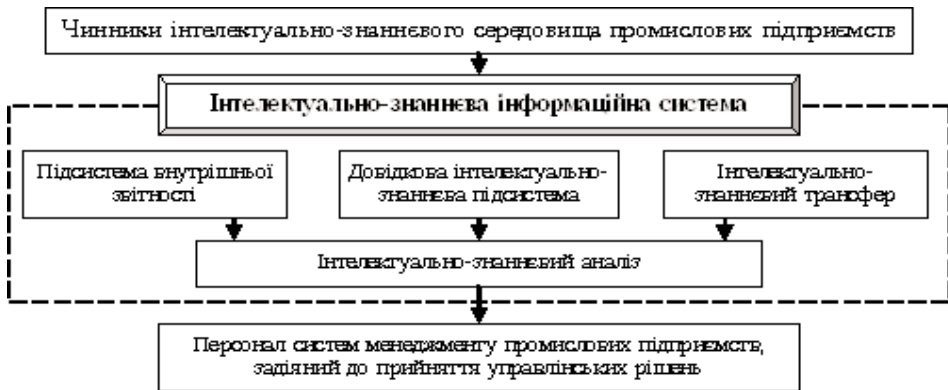 Чинники інтелектуально-знаннєвого середовища промислових підприємств
Інтелектуально-знаннєва інформаційна система
Підсистема внутрішньої
звітності
Довідкова інтелектуально-
знаннєва підсистема
Інтелектуально-
знаннєвий трансфер
Інтелектуально-знаннєвий аналіз
Персонал систем менеджменту промислових підприємств,
задіяний до прийняття управлінських рішень